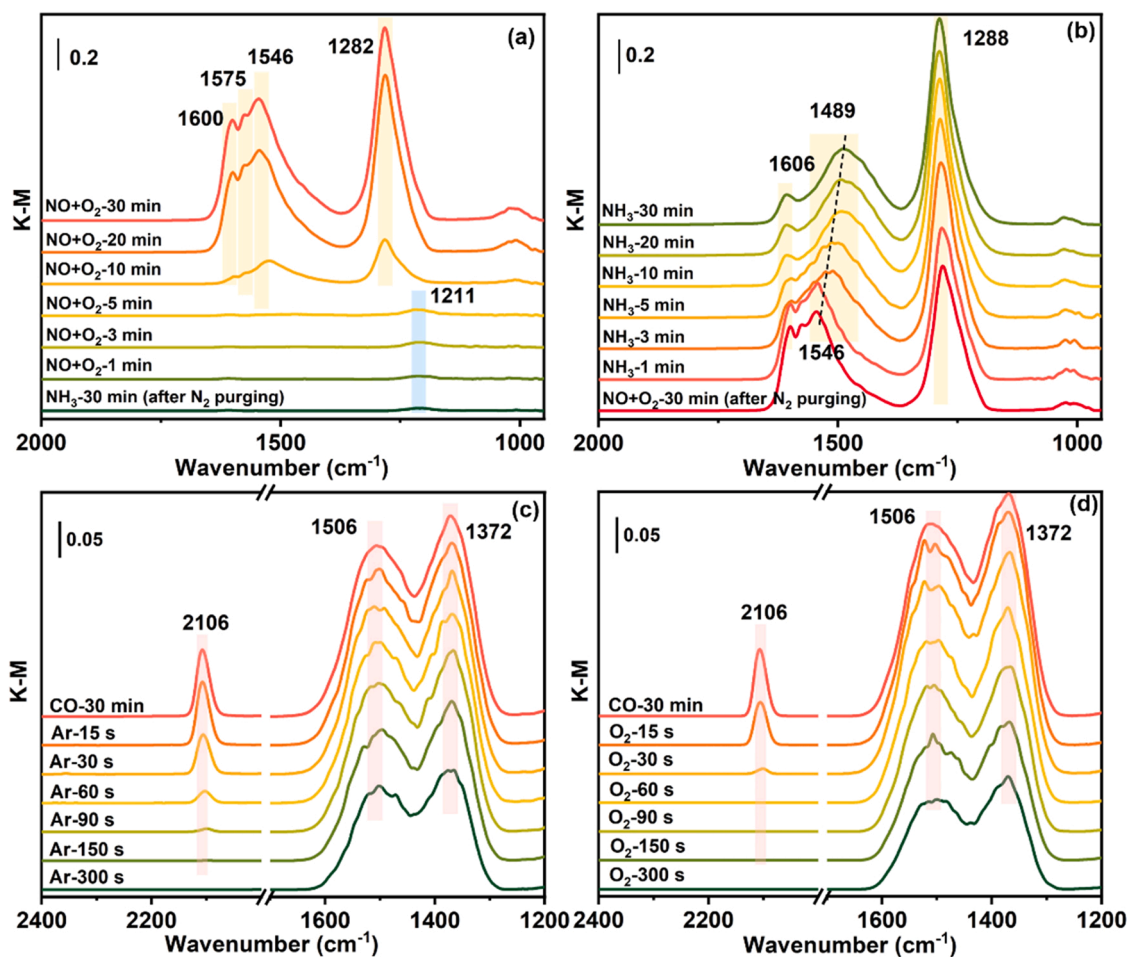 (a)
0.2
1600
1575
1546
1282
1211
NO+O₂-30 min
NO+O₂-20 min
NO+O₂-10 min
NO+O₂-5 min
NO+O₂-3 min
NO+O₂-1 min
NH₃-30 min (after N₂ purging)
K-M
2000
1500
1000
Wavenumber (cm⁻¹)
(b)
0.2
1606
1489
1288
1546
NH₃-30 min
NH₃-20 min
NH₃-10 min
NH₃-5 min
NH₃-3 min
NH₃-1 min
NO+O₂-30 min (after N₂ purging)
K-M
2000
1500
1000
Wavenumber (cm⁻¹)
(c)
0.05
2106
1506
1372
CO-30 min
Ar-15 s
Ar-30 s
Ar-60 s
Ar-90 s
Ar-150 s
Ar-300 s
K-M
2400
2200
1600
1400
1200
Wavenumber (cm⁻¹)
(d)
0.05
2106
1506
1372
CO-30 min
O₂-15 s
O₂-30 s
O₂-60 s
O₂-90 s
O₂-150 s
O₂-300 s
K-M
2400
2200
1600
1400
1200
Wavenumber (cm⁻¹)